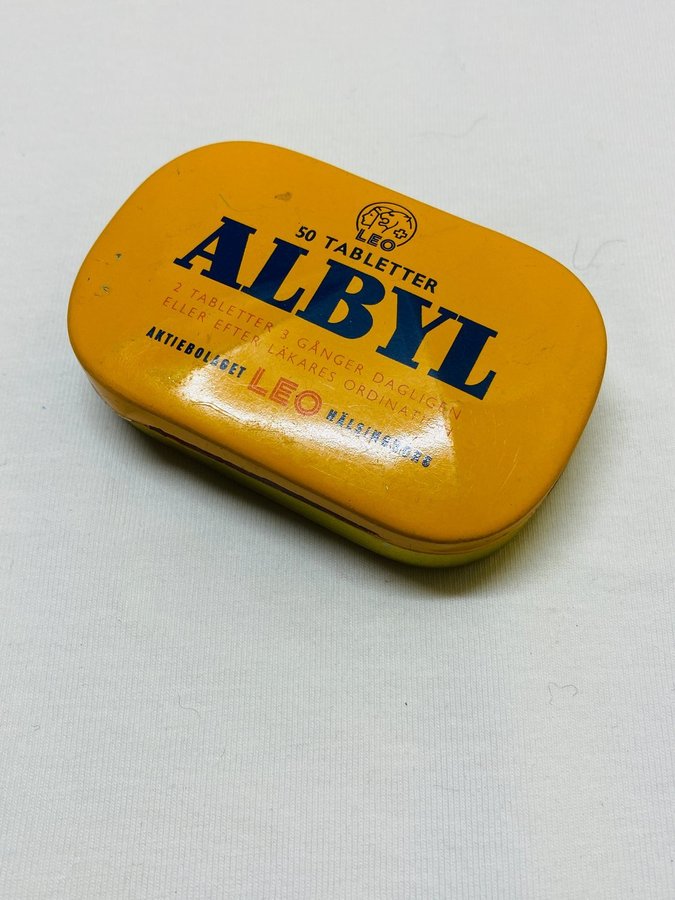 LEO
50 TABLETTER
ALBYL
2 TABLETTER 3 GÅNGER DAGLIGEN
ELLER EFTER LÄKARES ORDINATION
AKTIEBOLAGET LEO HÄLSINGBORG